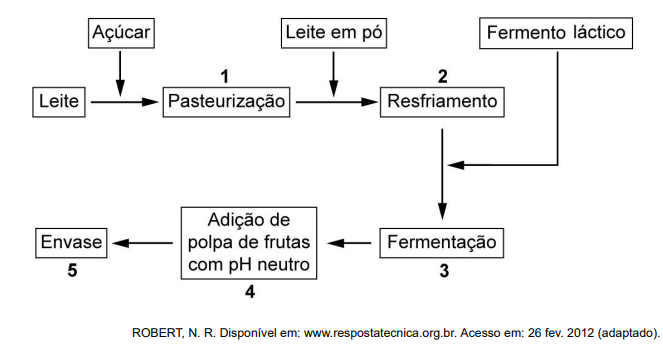 Açúcar
Leite em pó
Fermento láctico
1
2
Leite
Pasteurização
Resfriamento
Envase
5
Adição de
polpa de frutas
com pH neutro
4
Fermentação
3
ROBERT, N. R. Disponível em: www.respostatecnica.org.br. Acesso em: 26 fev. 2012 (adaptado).